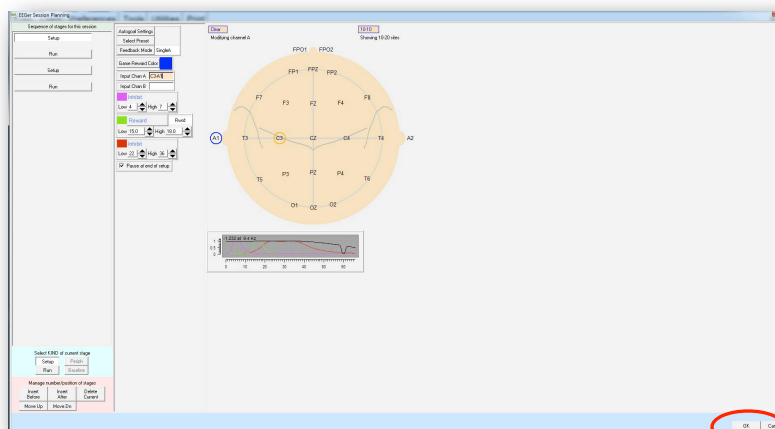 EEGer Session Planning
Sequence of stages for this session
Setup
Run
Setup
Run
Select KIND of current stage
Setup Finish
Run Baseline
Manage number/position of stages
Insert Before Insert After Delete Current
Move Up Move Dn
Autogoal Settings
Select Preset
Feedback Mode SingleA
Game Reward Color
Input Chan A C3-A1
Input Chan B
Inhibit
Low 4 High 7
Reward Rwd:
Low 15.0 High 18.0
Inhibit
Low 22 High 36
Pause at end of setup
Clear 10-10
Modifying channel A Showing 10-20 sites
FPO1 FPO2
FP1 FPZ FP2
F7 F3 FZ F4 F8
A1 T3 C3 CZ C4 T4 A2
T5 P3 PZ P4 T6
O1 OZ O2
1
0.5
0
0 10 20 30 40 50 60
OK